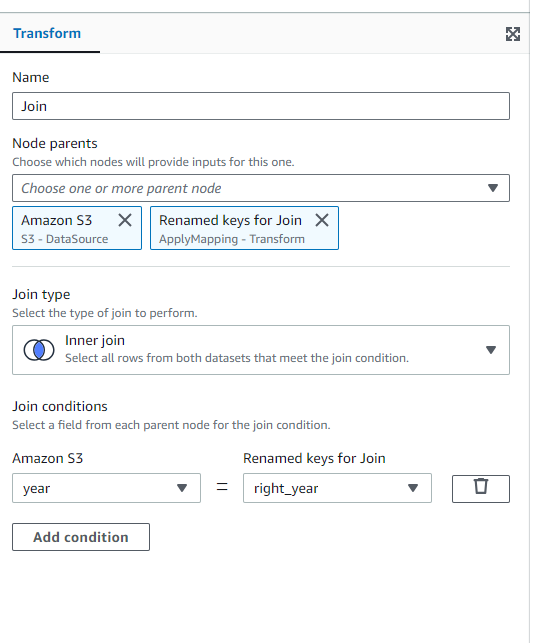 Transform
Name
Join
Node parents
Choose which nodes will provide inputs for this one.
Choose one or more parent node
Amazon S3
S3 - DataSource
Renamed keys for Join
ApplyMapping - Transform
Join type
Select the type of join to perform.
Inner join
Select all rows from both datasets that meet the join condition.
Join conditions
Select a field from each parent node for the join condition.
Amazon S3
Renamed keys for Join
year
=
right_year
Add condition